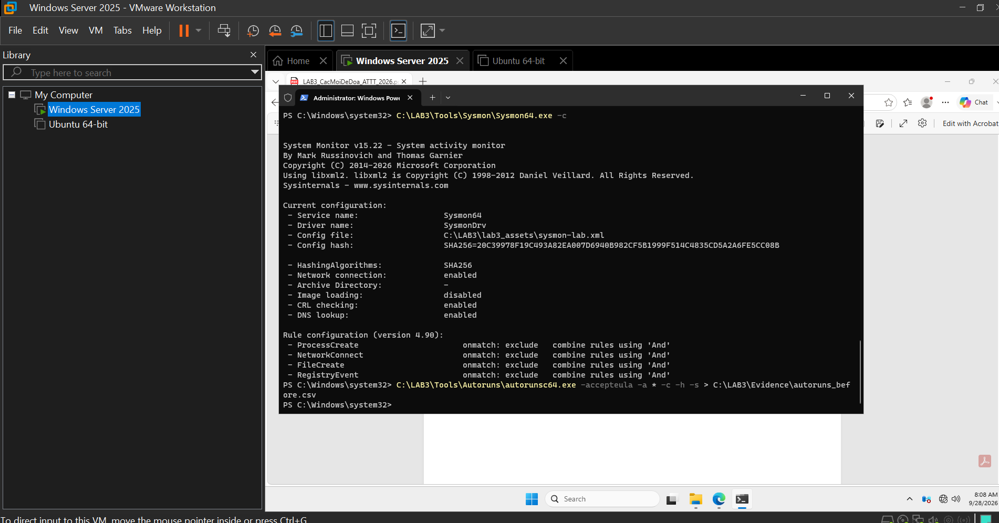 Windows Server 2025 - VMware Workstation
File Edit View VM Tabs Help
Library
Type here to search
My Computer
Windows Server 2025
Ubuntu 64-bit
Home
Windows Server 2025
Ubuntu 64-bit
LAB3_CacMoiDeDoa_ATTT_2026.p
Chat
Edit with Acrobat
Administrator: Windows Powe
PS C:\Windows\system32> C:\LAB3\Tools\Sysmon\Sysmon64.exe -c
System Monitor v15.22 - System activity monitor
By Mark Russinovich and Thomas Garnier
Copyright (C) 2014-2026 Microsoft Corporation
Using libxml2. libxml2 is Copyright (C) 1998-2012 Daniel Veillard. All Rights Reserved.
Sysinternals - www.sysinternals.com
Current configuration:
- Service name: Sysmon64
- Driver name: SysmonDrv
- Config file: C:\LAB3\lab3_assets\sysmon-lab.xml
- Config hash: SHA256=20C39978F19C493A82EA007D6940B982CF5B1999F514C4835CD5A2A6FE5CC08B
- HashingAlgorithms: SHA256
- Network connection: enabled
- Archive Directory: -
- Image loading: disabled
- CRL checking: enabled
- DNS lookup: enabled
Rule configuration (version 4.90):
- ProcessCreate onmatch: exclude combine rules using 'And'
- NetworkConnect onmatch: exclude combine rules using 'And'
- FileCreate onmatch: exclude combine rules using 'And'
- RegistryEvent onmatch: exclude combine rules using 'And'
PS C:\Windows\system32> C:\LAB3\Tools\Autoruns\autorunsc64.exe -accepteula -a * -c -h -s > C:\LAB3\Evidence\autoruns_bef
ore.csv
PS C:\Windows\system32>
Search
8:08 AM
9/28/2026
To direct input to this VM, move the mouse pointer inside or press Ctrl+G.